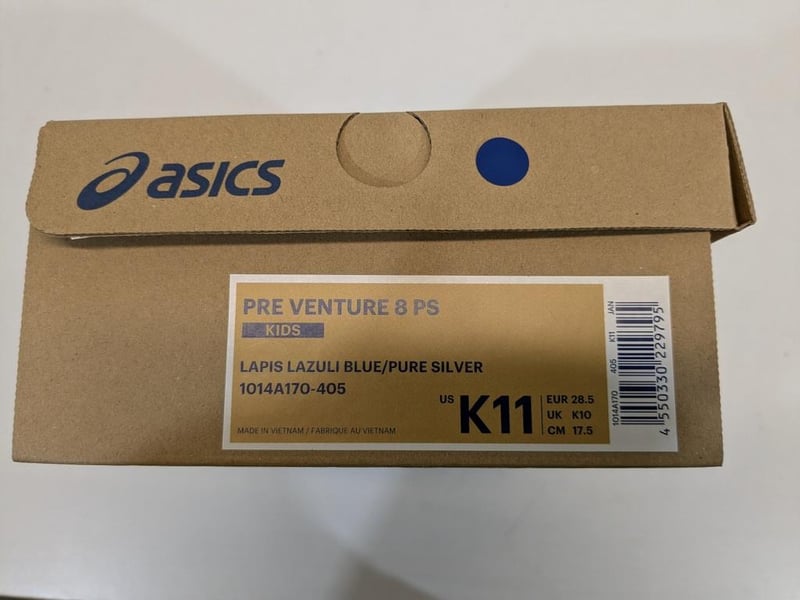 asics
PRE VENTURE 8 PS
KIDS
LAPIS LAZULI BLUE/PURE SILVER
1014A170-405
US K11
EUR 28.5
UK K10
CM 17.5
MADE IN VIETNAM / FABRIQUE AU VIETNAM
1014A170 405 K11 JAN
4 550330 229795